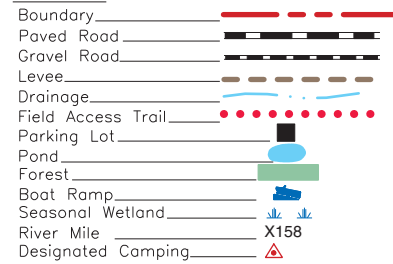 Boundary
Paved Road
Gravel Road
Levee
Drainage
Field Access Trail
Parking Lot
Pond
Forest
Boat Ramp
Seasonal Wetland
River Mile X158
Designated Camping